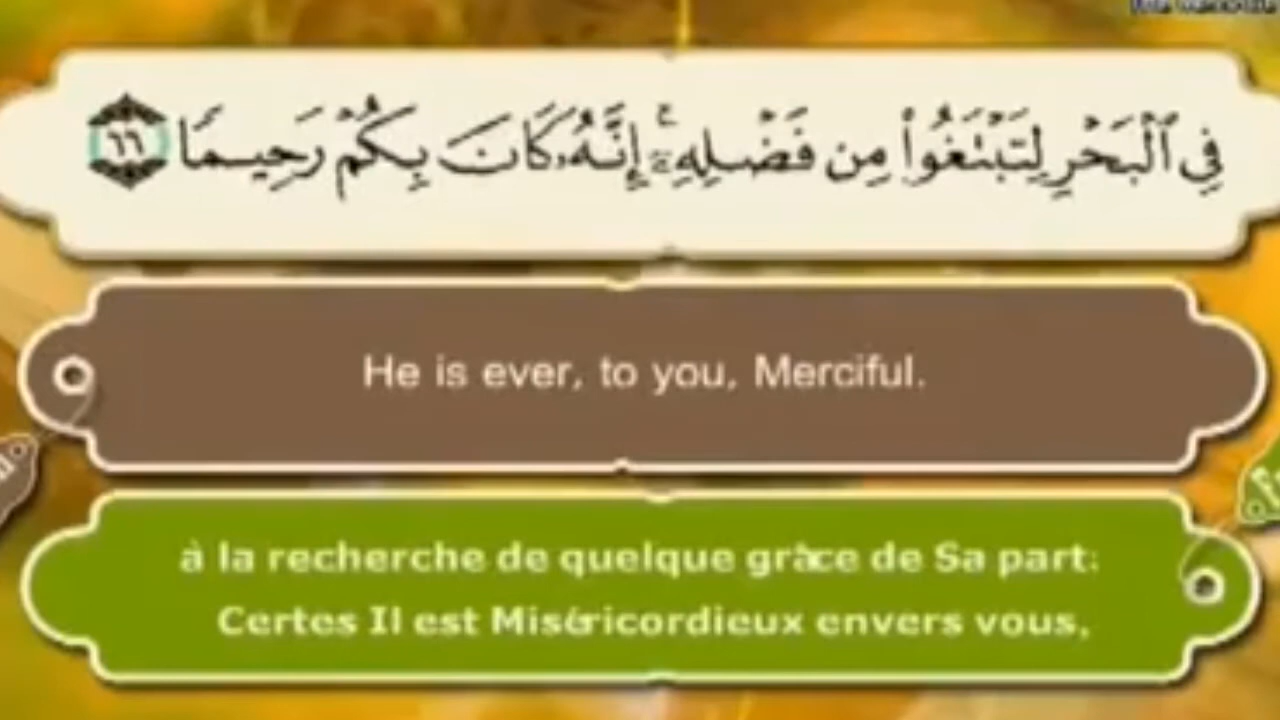 فِي ٱلْبَحْرِ لِتَبْتَغُوا۟ مِن فَضْلِهِۦٓ ۚ إِنَّهُۥ كَانَ بِكُمْ رَحِيمًا ٦٦
He is ever, to you, Merciful.
à la recherche de quelque grâce de Sa part:
Certes Il est Miséricordieux envers vous,